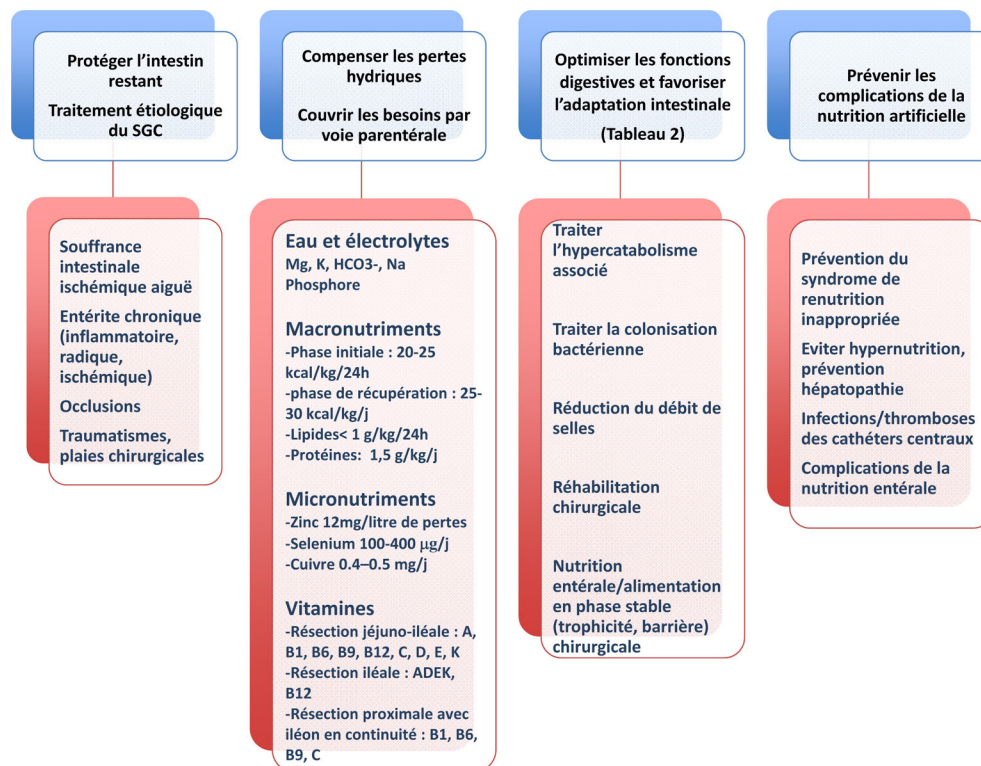 Protéger l'intestin
restant
Traitement étiologique
du SGC
Souffrance
intestinale
ischémique aiguë
Entérite chronique
(inflammatoire,
radique,
ischémique)
Occlusions
Traumatismes,
plaies chirurgicales
Compenser les pertes
hydriques
Couvrir les besoins par
voie parentérale
Eau et électrolytes
Mg, K, HCO3-, Na
Phosphore
Macronutriments
-Phase initiale : 20-25
kcal/kg/24h
-phase de récupération : 25-
30 kcal/kg/j
-Lipides< 1 g/kg/24h
-Protéines:  1,5 g/kg/j
Micronutriments
-Zinc 12mg/litre de pertes
-Selenium 100-400 μg/j
-Cuivre 0.4–0.5 mg/j
Vitamines
-Résection jéjuno-iléale : A,
B1, B6, B9, B12, C, D, E, K
-Résection iléale : ADEK,
B12
-Résection proximale avec
iléon en continuité : B1, B6,
B9, C
Optimiser les fonctions
digestives et favoriser
l'adaptation intestinale
(Tableau 2)
Traiter
l'hypercatabolisme
associé
Traiter la colonisation
bactérienne
Réduction du débit de
selles
Réhabilitation
chirurgicale
Nutrition
entérale/alimentation
en phase stable
(trophicité, barrière)
chirurgicale
Prévenir les
complications de la
nutrition artificielle
Prévention du
syndrome de
renutrition
inappropriée
Eviter hypernutrition,
prévention
hépatopathie
Infections/thromboses
des cathéters centraux
Complications de la
nutrition entérale